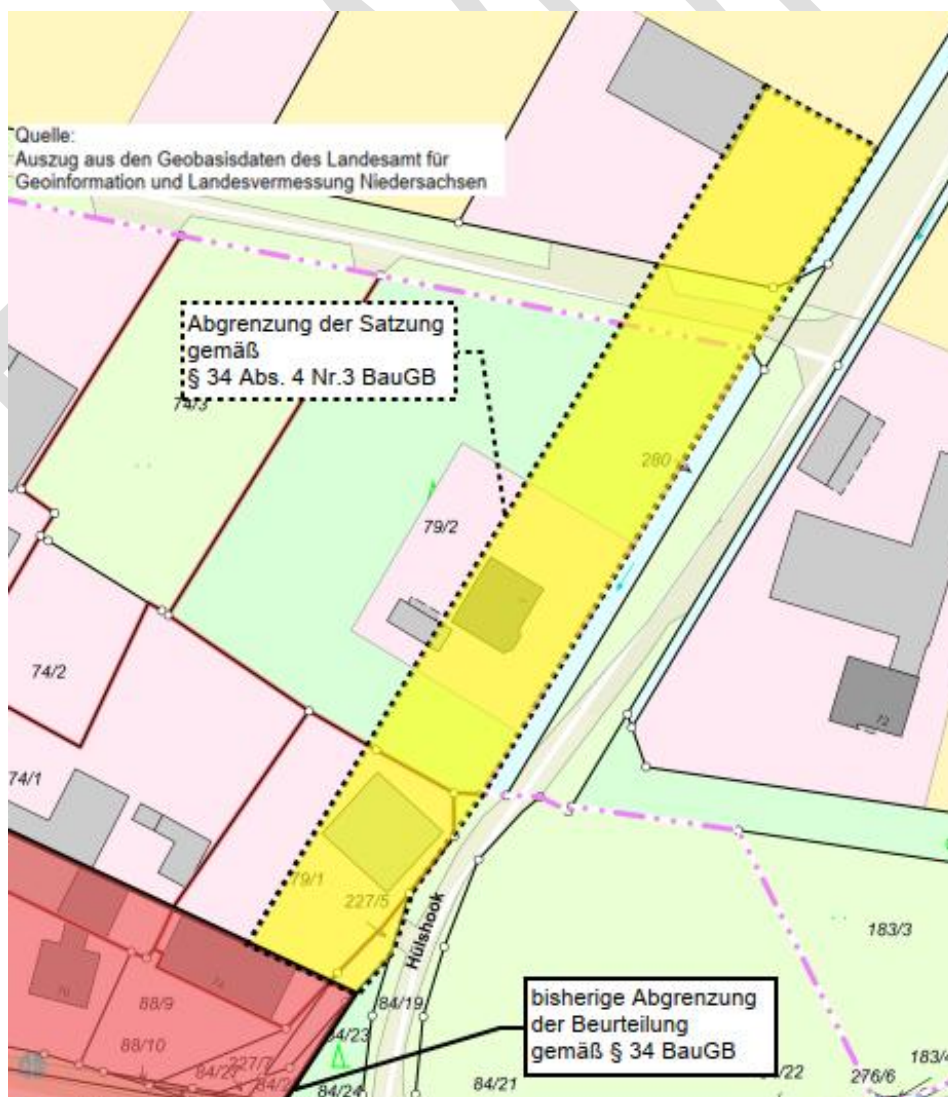 Quelle:
Auszug aus den Geobasisdaten des Landesamt für
Geoinformation und Landesvermessung Niedersachsen
Abgrenzung der Satzung
gemäß
§ 34 Abs. 4 Nr.3 BauGB
74/3
280
79/2
74/2
72
74/1
79/1
227/5
Hülshook
183/3
88/9
84/19
bisherige Abgrenzung
der Beurteilung
gemäß § 34 BauGB
88/10
84/23
227/7
84/24
84/21
276/6